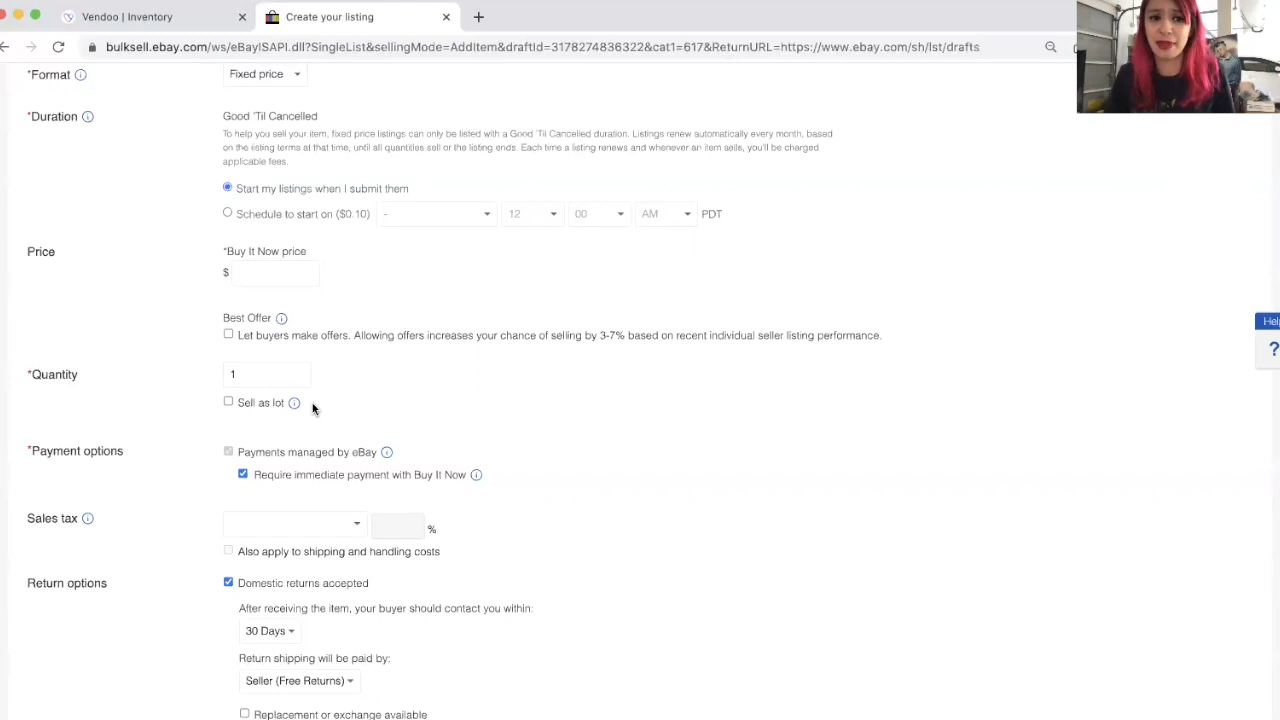 Vendoo | Inventory
Create your listing
bulksell.ebay.com/ws/eBayISAPI.dll?SingleList&sellingMode=AddItem&draftId=3178274836322&cat1=617&ReturnURL=https://www.ebay.com/sh/lst/drafts
*Format
Fixed price
*Duration
Good 'Til Cancelled
To help you sell your item, fixed price listings can only be listed with a Good 'Til Cancelled duration. Listings renew automatically every month, based
on the listing terms at that time, until all quantities sell or the listing ends. Each time a listing renews and whenever an item sells, you'll be charged
applicable fees.
Start my listings when I submit them
Schedule to start on ($0.10) - 12 00 AM PDT
Price
*Buy It Now price
$
Best Offer
Let buyers make offers. Allowing offers increases your chance of selling by 3-7% based on recent individual seller listing performance.
Help
?
*Quantity
1
Sell as lot
*Payment options
Payments managed by eBay
Require immediate payment with Buy It Now
Sales tax
%
Also apply to shipping and handling costs
Return options
Domestic returns accepted
After receiving the item, your buyer should contact you within:
30 Days
Return shipping will be paid by:
Seller (Free Returns)
Replacement or exchange available